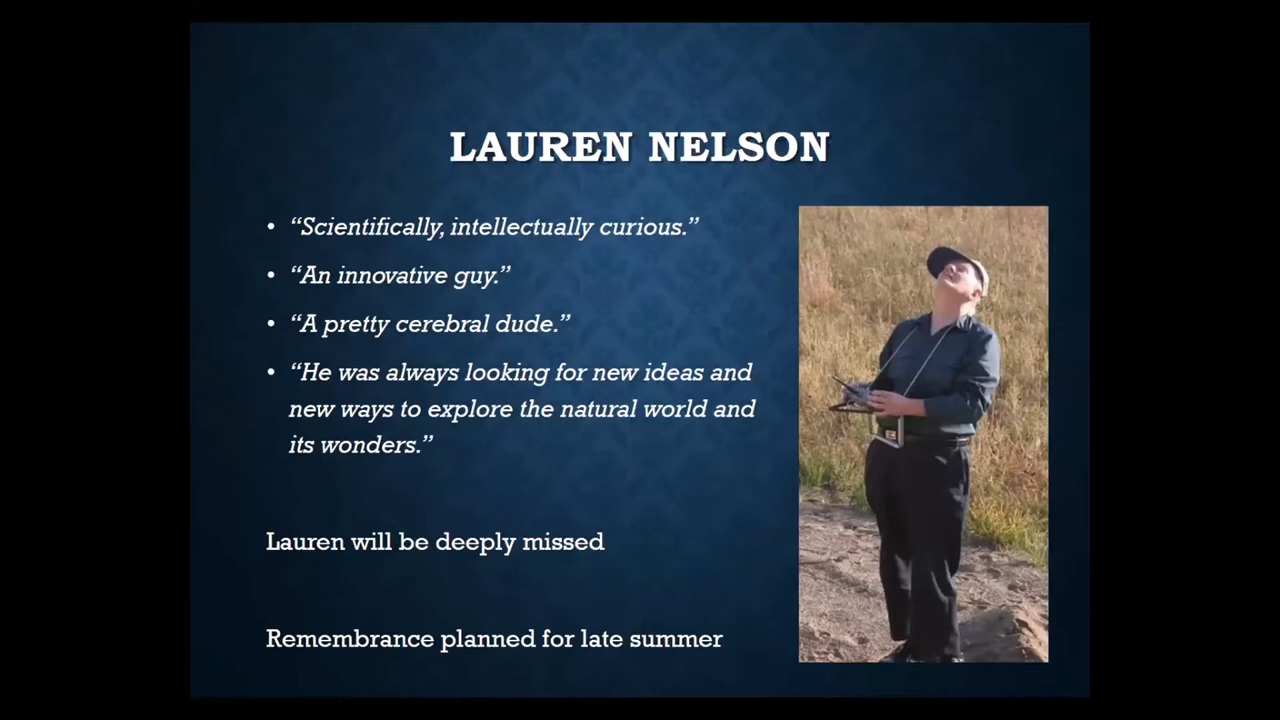 LAUREN NELSON
• “Scientifically, intellectually curious.”
• “An innovative guy.”
• “A pretty cerebral dude.”
• “He was always looking for new ideas and
new ways to explore the natural world and
its wonders.”
Lauren will be deeply missed
Remembrance planned for late summer